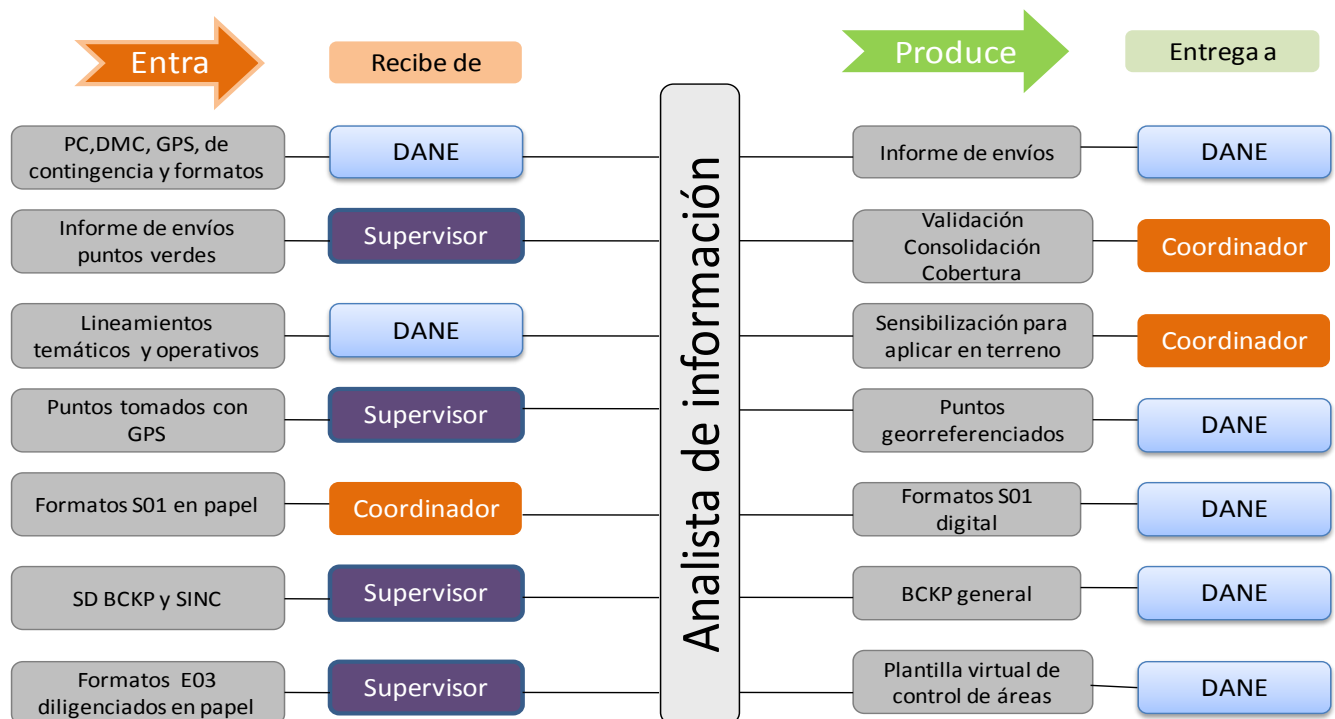 Entra
Recibe de
Produce
Entrega a
PC,DMC, GPS, de
contingencia y formatos
DANE
Informe de envíos
DANE
Informe de envíos
puntos verdes
Supervisor
Validación
Consolidación
Cobertura
Coordinador
Lineamientos
temáticos y operativos
DANE
Sensibilización para
aplicar en terreno
Coordinador
Puntos tomados con
GPS
Supervisor
Puntos
georreferenciados
DANE
Formatos S01 en papel
Coordinador
Formatos S01
digital
DANE
SD BCKP y SINC
Supervisor
BCKP general
DANE
Formatos E03
diligenciados en papel
Supervisor
Plantilla virtual de
control de áreas
DANE
Analista de información